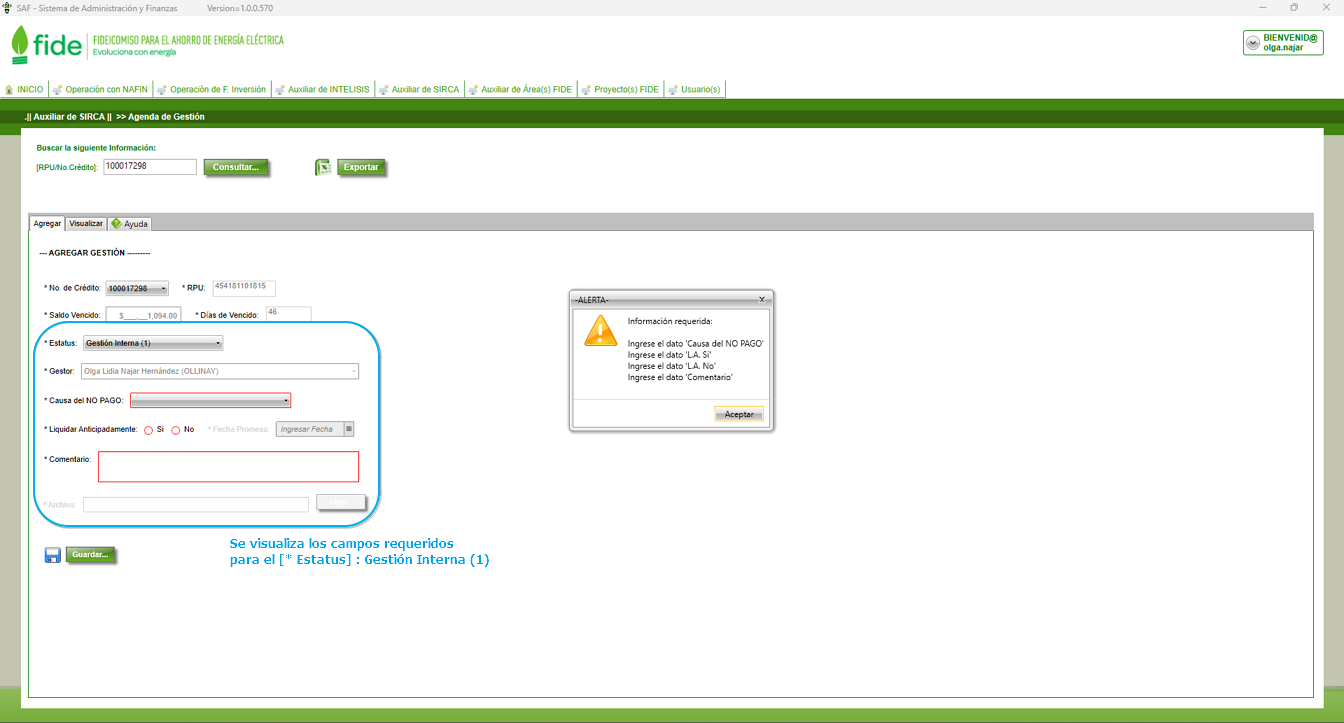 SAF - Sistema de Administración y Finanzas Version=1.0.0.570
fide FIDEICOMISO PARA EL AHORRO DE ENERGÍA ELÉCTRICA
Evoluciona con energía
BIENVENID@
olga.najar
INICIO Operación con NAFIN Operación de F. Inversión Auxiliar de INTELISIS Auxiliar de SIRCA Auxiliar de Área(s) FIDE Proyecto(s) FIDE Usuario(s)
.|| Auxiliar de SIRCA || >> Agenda de Gestión
Buscar la siguiente Información:
[RPU/No.Crédito]: 100017298 Consultar... Exportar
Agregar Visualizar Ayuda
--- AGREGAR GESTIÓN ---------
* No. de Crédito: 100017298 * RPU: 454181101815
* Saldo Vencido: $___,__1,094.00 * Días de Vencido: 46
* Estatus: Gestión Interna (1)
* Gestor: Olga Lidia Najar Hernández (OLLINAY)
* Causa del NO PAGO:
* Liquidar Anticipadamente: Si No * Fecha Promesa: Ingresar Fecha
* Comentario:
* Archivo:
Guardar...
Se visualiza los campos requeridos
para el [* Estatus] : Gestión Interna (1)
-ALERTA- X
Información requerida:
Ingrese el dato 'Causa del NO PAGO'
Ingrese el dato 'L.A. Si'
Ingrese el dato 'L.A. No'
Ingrese el dato 'Comentario'
Aceptar